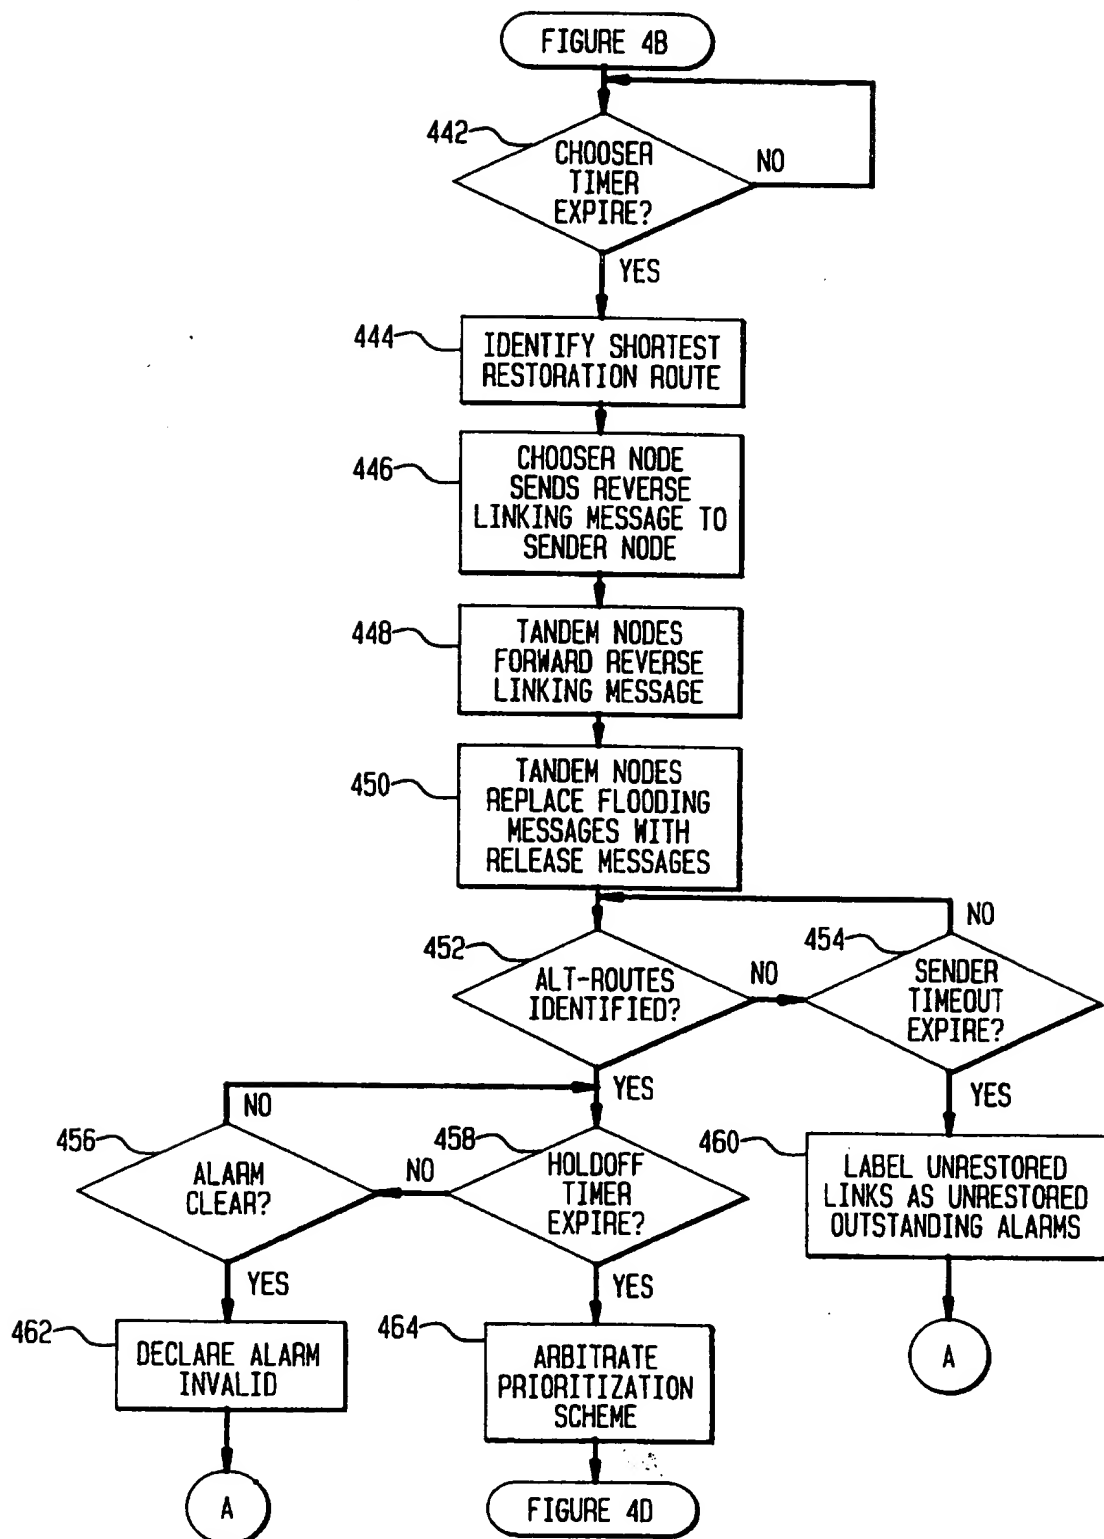 FIGURE 4B
442
CHOOSER
TIMER
EXPIRE?
NO
YES
444
IDENTIFY SHORTEST
RESTORATION ROUTE
446
CHOOSER NODE
SENDS REVERSE
LINKING MESSAGE TO
SENDER NODE
448
TANDEM NODES
FORWARD REVERSE
LINKING MESSAGE
450
TANDEM NODES
REPLACE FLOODING
MESSAGES WITH
RELEASE MESSAGES
452
ALT-ROUTES
IDENTIFIED?
NO
YES
454
SENDER
TIMEOUT
EXPIRE?
NO
YES
456
ALARM
CLEAR?
NO
YES
458
HOLDOFF
TIMER
EXPIRE?
NO
YES
460
LABEL UNRESTORED
LINKS AS UNRESTORED
OUTSTANDING ALARMS
A
462
DECLARE ALARM
INVALID
A
464
ARBITRATE
PRIORITIZATION
SCHEME
FIGURE 4D